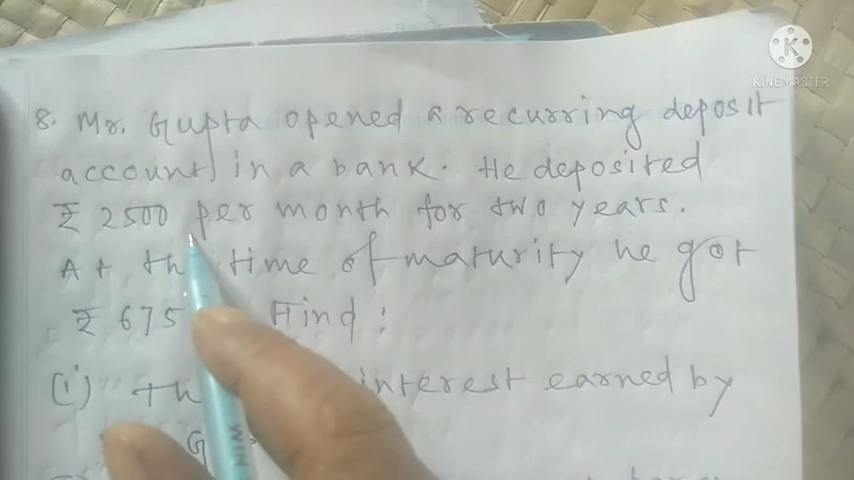 KINEMASTER
8. Mr. Gupta opened a recurring deposit
account in a bank. He deposited
₹ 2500 per month for two years.
At th time of maturity he got
₹ 675 Find:
(i) th interest earned by
G